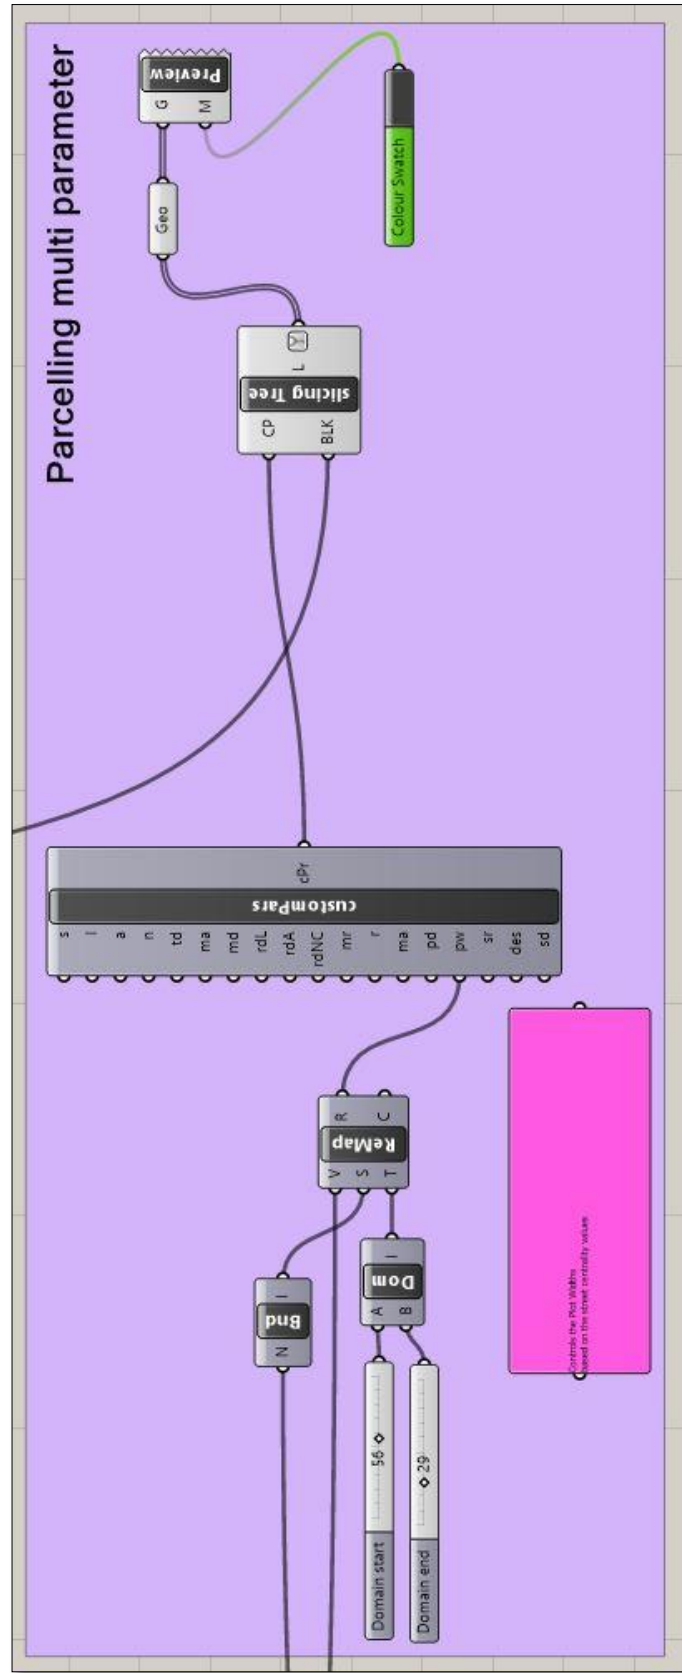 Parcelling multi parameter
Preview
G
M
Colour Swatch
Geo
slicing Tree
L
CP
BLK
cPr
customPars
s
l
a
n
td
ma
md
rdL
rdA
rdNC
mr
r
ma
pd
pw
sr
des
sd
R
C
ReMap
V
S
T
I
Bnd
N
I
Dom
A
B
56
29
Domain start
Domain end
Controls the Plot Widths
based on the street centrality values